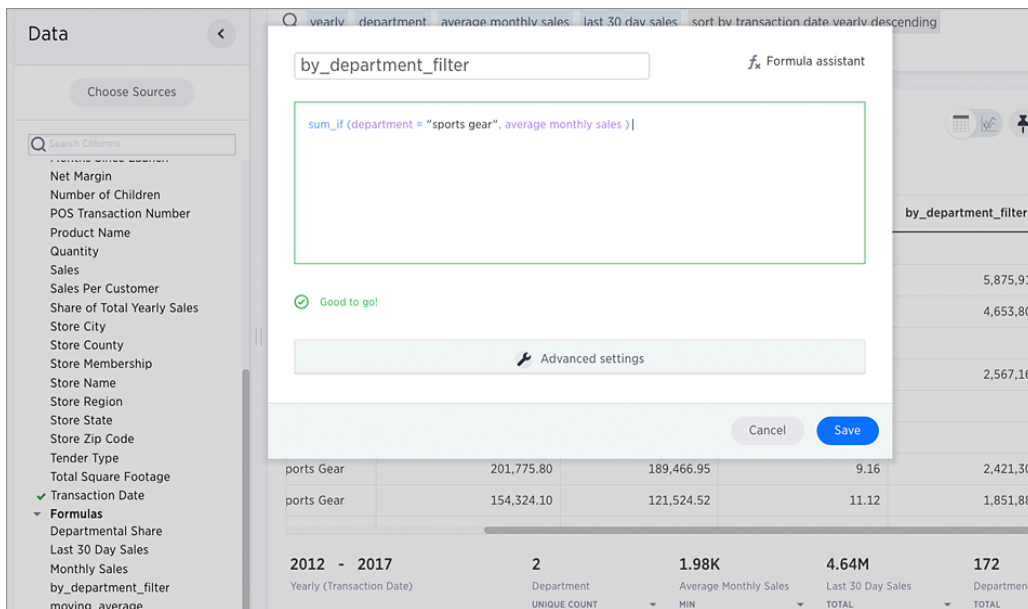 Data
yearly department average monthly sales last 30 day sales sort by transaction date yearly descending
Choose Sources
Search Columns
Months Since Launch
Net Margin
Number of Children
POS Transaction Number
Product Name
Quantity
Sales
Sales Per Customer
Share of Total Yearly Sales
Store City
Store County
Store Membership
Store Name
Store Region
Store State
Store Zip Code
Tender Type
Total Square Footage
Transaction Date
Formulas
Departmental Share
Last 30 Day Sales
Monthly Sales
by_department_filter
moving_average
by_department_filter
fx Formula assistant
sum_if (department = "sports gear", average monthly sales )
Good to go!
Advanced settings
Cancel Save
by_department_filter
5,875,91
4,653,80
2,567,16
ports Gear 201,775.80 189,466.95 9.16 2,421,30
ports Gear 154,324.10 121,524.52 11.12 1,851,88
2012 - 2017 2 1.98K 4.64M 172
Yearly (Transaction Date) Department Average Monthly Sales Last 30 Day Sales Departmen
UNIQUE COUNT MIN TOTAL TOTAL